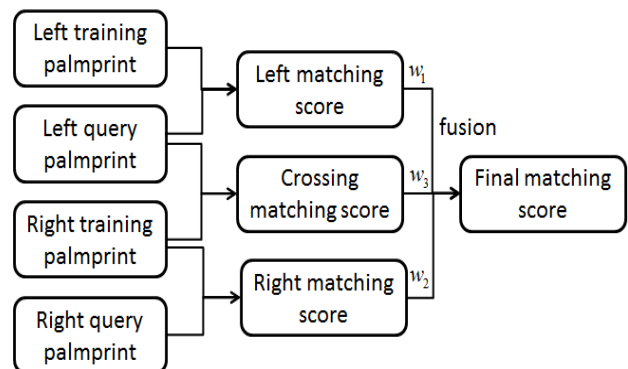 Left training
palmprint
Left query
palmprint
Right training
palmprint
Right query
palmprint
Left matching
score
Crossing
matching score
Right matching
score
w1
w3
w2
fusion
Final matching
score